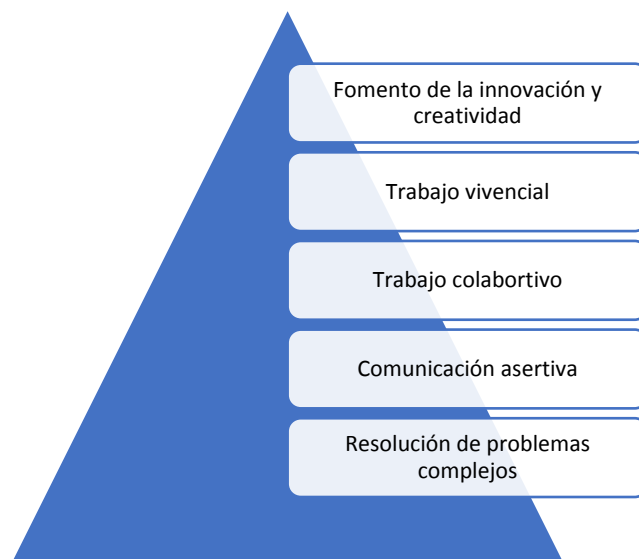 Fomento de la innovación y
creatividad
Trabajo vivencial
Trabajo colabortivo
Comunicación asertiva
Resolución de problemas
complejos